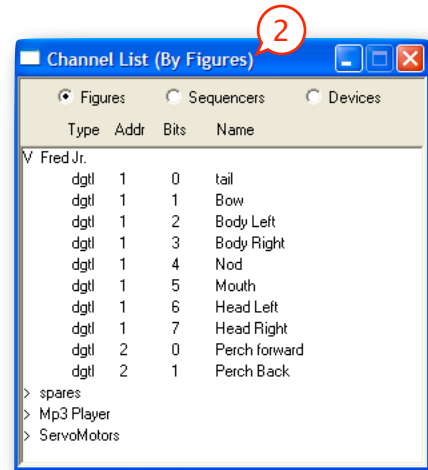 2
Channel List (By Figures)
Figures Sequencers Devices
Type Addr Bits Name
V Fred Jr.
dgtl 1 0 tail
dgtl 1 1 Bow
dgtl 1 2 Body Left
dgtl 1 3 Body Right
dgtl 1 4 Nod
dgtl 1 5 Mouth
dgtl 1 6 Head Left
dgtl 1 7 Head Right
dgtl 2 0 Perch forward
dgtl 2 1 Perch Back
> spares
> Mp3 Player
> ServoMotors